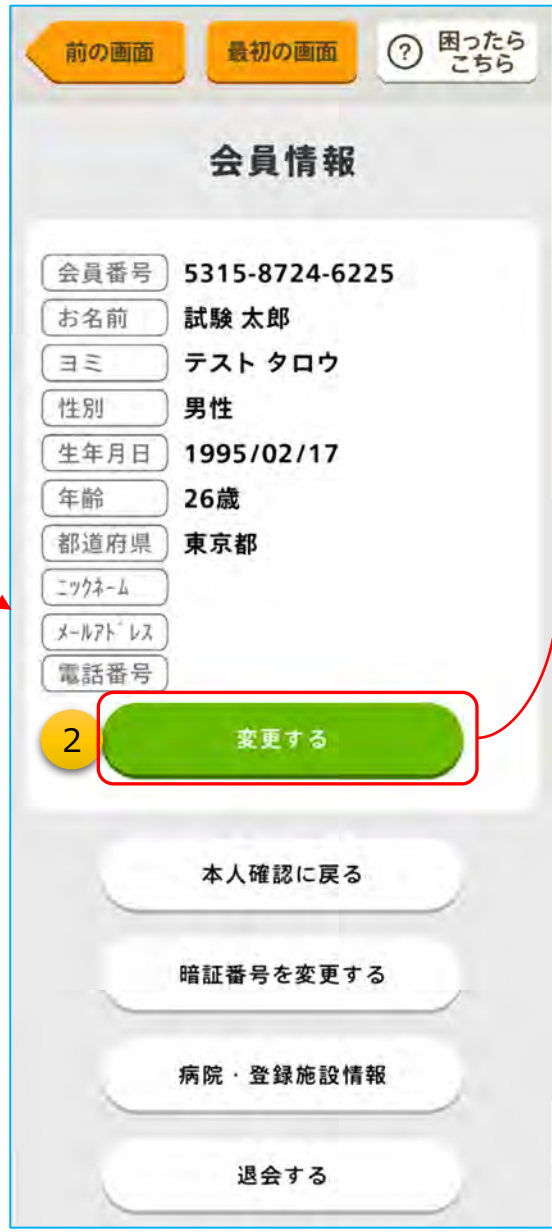 前の画面 最初の画面 ? 困ったら
こちら
会員情報
会員番号 5315-8724-6225
お名前 試験 太郎
ヨミ テスト タロウ
性別 男性
生年月日 1995/02/17
年齢 26歳
都道府県 東京都
ニックネーム
メールアドレス
電話番号
2 変更する
本人確認に戻る
暗証番号を変更する
病院・登録施設情報
退会する